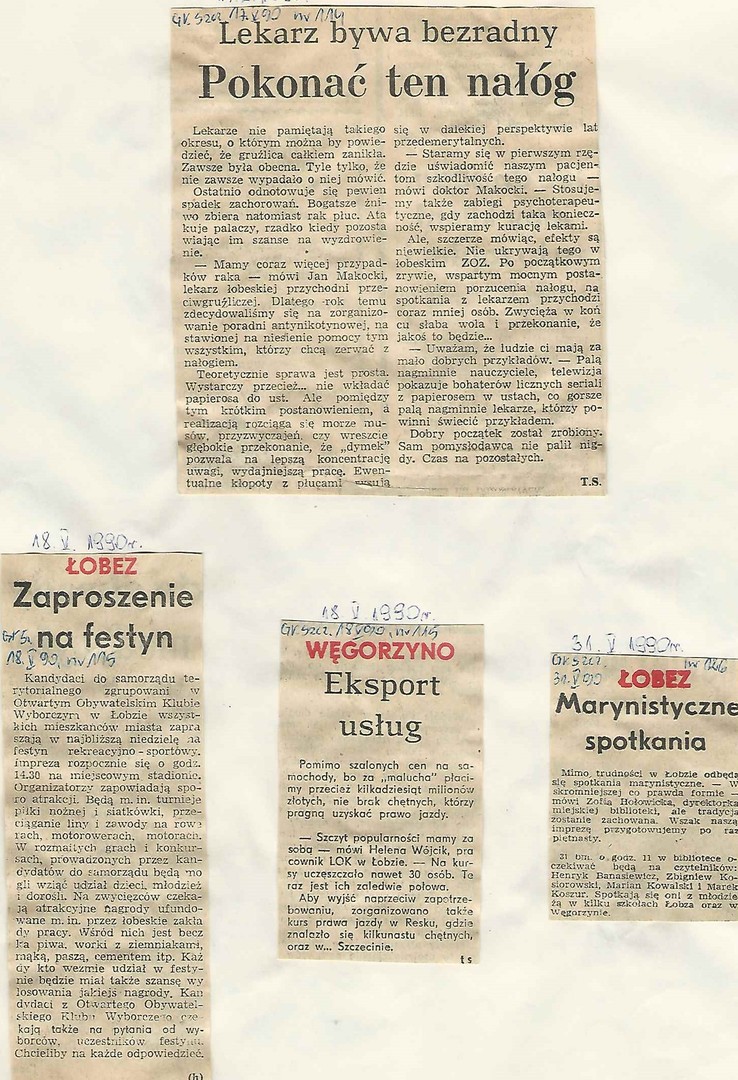 Gł. Szcz. 17.V.90 nr 114
Lekarz bywa bezradny
Pokonać ten nałóg
Lekarze nie pamiętają takiego
okresu, o którym można by powie-
dzieć, że gruźlica całkiem zanikła.
Zawsze była obecna. Tyle tylko, że
nie zawsze wypadało o niej mówić.
Ostatnio odnotowuje się pewien
spadek zachorowań. Bogatsze żni-
wo zbiera natomiast rak płuc. Ata
kuje palaczy, rzadko kiedy pozosta
wiając im szanse na wyzdrowie-
nie.
— Mamy coraz więcej przypad-
ków raka — mówi Jan Makocki,
lekarz łobeskiej przychodni prze-
ciwgruźliczej. Dlatego rok temu
zdecydowaliśmy się na zorganizo-
wanie poradni antynikotynowej, na
stawionej na niesienie pomocy tym
wszystkim, którzy chcą zerwać z
nałogiem.
Teoretycznie sprawa jest prosta.
Wystarczy przecież... nie wkładać
papierosa do ust. Ale pomiędzy
tym krótkim postanowieniem, a
realizacją rozciąga się morze mu-
sów, przyzwyczajeń, czy wreszcie
głębokie przekonanie, że „dymek”
pozwala na lepszą koncentrację
uwagi, wydajniejszą pracę. Ewen-
tualne kłopoty z płucami rysują
się w dalekiej perspektywie lat
przedemerytalnych.
— Staramy się w pierwszym rzę-
dzie uświadomić naszym pacjen-
tom szkodliwość tego nałogu —
mówi doktor Makocki. — Stosuje-
my także zabiegi psychoterapeu-
tyczne, gdy zachodzi taka koniecz-
ność, wspieramy kurację lekami.
Ale, szczerze mówiąc, efekty są
niewielkie. Nie ukrywają tego w
łobeskim ZOZ. Po początkowym
zrywie, wspartym mocnym posta-
nowieniem porzucenia nałogu, na
spotkania z lekarzem przychodzi
coraz mniej osób. Zwycięża w koń
cu słaba wola i przekonanie, że
jakoś to będzie...
— Uważam, że ludzie ci mają za
mało dobrych przykładów. — Palą
nagminnie nauczyciele, telewizja
pokazuje bohaterów licznych seriali
z papierosem w ustach, co gorsze
palą nagminnie lekarze, którzy po-
winni świecić przykładem.
Dobry początek został zrobiony.
Sam pomysłodawca nie palił nig-
dy. Czas na pozostałych.
T.S.
18. V. 1990r.
ŁOBEZ
Zaproszenie
na festyn
Gł. S.
18.V.90, nr 115
Kandydaci do samorządu te-
rytorialnego zgrupowani w
Otwartym Obywatelskim Klubie
Wyborczym w Łobzie wszyst-
kich mieszkańców miasta zapra
szają w najbliższą niedzielę na
festyn rekreacyjno-sportowy.
Impreza rozpocznie się o godz.
14.30 na miejscowym stadionie.
Organizatorzy zapowiadają spo-
ro atrakcji. Będą m.in. turnieje
piłki nożnej i siatkówki, prze-
ciąganie liny i zawody na rowe
rach, motorowerach, motorach.
W rozmaitych grach i konkur-
sach, prowadzonych przez kan-
dydatów do samorządu będą mo
gli wziąć udział dzieci, młodzież
i dorośli. Na zwycięzców czeka-
ją atrakcyjne nagrody ufundo-
wane m.in. przez łobeskie zakła
dy pracy. Wśród nich jest becz
ka piwa, worki z ziemniakami,
mąką, paszą, cementem itp. Każ
dy kto weźmie udział w festy-
nie będzie miał także szansę wy
losowania jakiejś nagrody. Kan
dydaci z Otwartego Obywatel-
skiego Klubu Wyborczego cze-
kają także na pytania od wy-
borców, uczestników festynu.
Chcieliby na każde odpowiedzieć.
(h)
18 V 1990r.
Gł. Szcz. 18.V.90, nr 115
WĘGORZYNO
Eksport
usług
Pomimo szalonych cen na sa-
mochody, bo za „malucha” płaci-
my przecież kilkadziesiąt milionów
złotych, nie brak chętnych, którzy
pragną uzyskać prawo jazdy.
— Szczyt popularności mamy za
sobą — mówi Helena Wójcik, pra
cownik LOK w Łobzie. — Na kur-
sy uczęszczało nawet 30 osób. Te
raz jest ich zaledwie połowa.
Aby wyjść naprzeciw zapotrze-
bowaniu, zorganizowano także
kurs prawa jazdy w Resku, gdzie
znalazło się kilkunastu chętnych,
oraz w... Szczecinie.
t s
31. V 1990r.
Gł. Szcz. nr 126
31.V.90
ŁOBEZ
Marynistyczne
spotkania
Mimo trudności w Łobzie odbędą
się spotkania marynistyczne. — W
skromniejszej co prawda formie —
mówi Zofia Hołowicka, dyrektorka
miejskiej biblioteki, ale tradycja
zostanie zachowana. Wszak naszą
imprezę przygotowujemy po raz
piętnasty.
31 bm. o godz. 11 w bibliotece o-
czekiwać będą na czytelników:
Henryk Banasiewicz, Zbigniew Ko-
siorowski, Marian Kowalski i Marek
Koszur. Spotkają się oni z młodzie
żą w kilku szkołach Łobza oraz w
Węgorzynie.